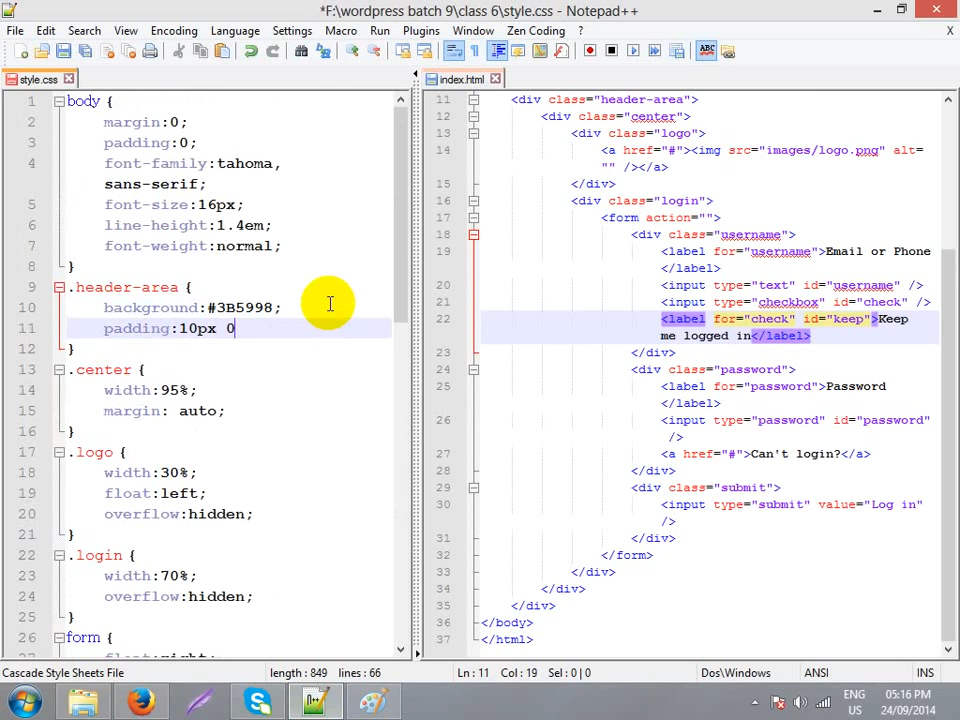 *F:\wordpress batch 9\class 6\style.css - Notepad++
File Edit Search View Encoding Language Settings Macro Run Plugins Window Zen Coding ?
style.css
1 body {
2 margin:0;
3 padding:0;
4 font-family:tahoma,
sans-serif;
5 font-size:16px;
6 line-height:1.4em;
7 font-weight:normal;
8 }
9 .header-area {
10 background:#3B5998;
11 padding:10px 0
12 }
13 .center {
14 width:95%;
15 margin: auto;
16 }
17 .logo {
18 width:30%;
19 float:left;
20 overflow:hidden;
21 }
22 .login {
23 width:70%;
24 overflow:hidden;
25 }
26 form {
float:right;
index.html
11 <div class="header-area">
12 <div class="center">
13 <div class="logo">
14 <a href="#"><img src="images/logo.png" alt=
"" /></a>
15 </div>
16 <div class="login">
17 <form action="">
18 <div class="username">
19 <label for="username">Email or Phone
</label>
20 <input type="text" id="username" />
21 <input type="checkbox" id="check" />
22 <label for="check" id="keep">Keep
me logged in</label>
23 </div>
24 <div class="password">
25 <label for="password">Password
</label>
26 <input type="password" id="password"
/>
27 <a href="#">Can't login?</a>
28 </div>
29 <div class="submit">
30 <input type="submit" value="Log in"
/>
31 </div>
32 </form>
33 </div>
34 </div>
35 </div>
36 </body>
37 </html>
Cascade Style Sheets File length : 849 lines : 66 Ln : 11 Col : 19 Sel : 0 | 0 Dos\Windows ANSI INS
ENG 05:16 PM
US 24/09/2014